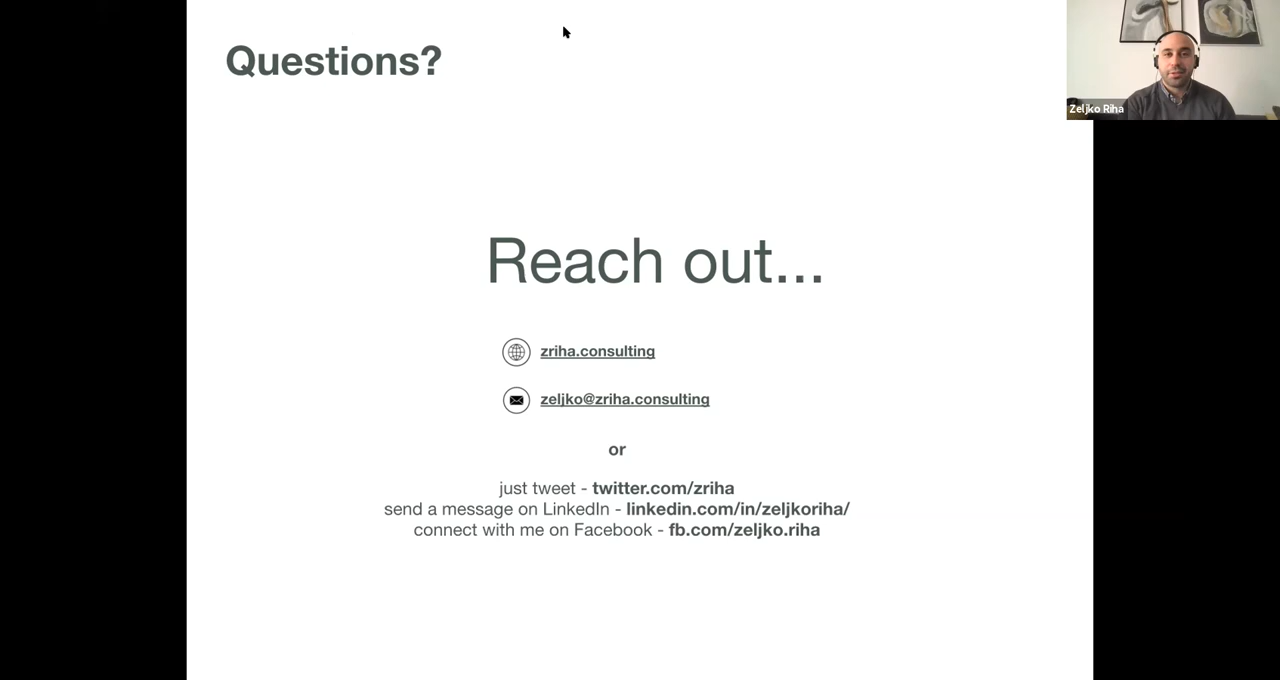 Questions?
Zeljko Riha
Reach out...
zriha.consulting
zeljko@zriha.consulting
or
just tweet - twitter.com/zriha
send a message on LinkedIn - linkedin.com/in/zeljkoriha/
connect with me on Facebook - fb.com/zeljko.riha